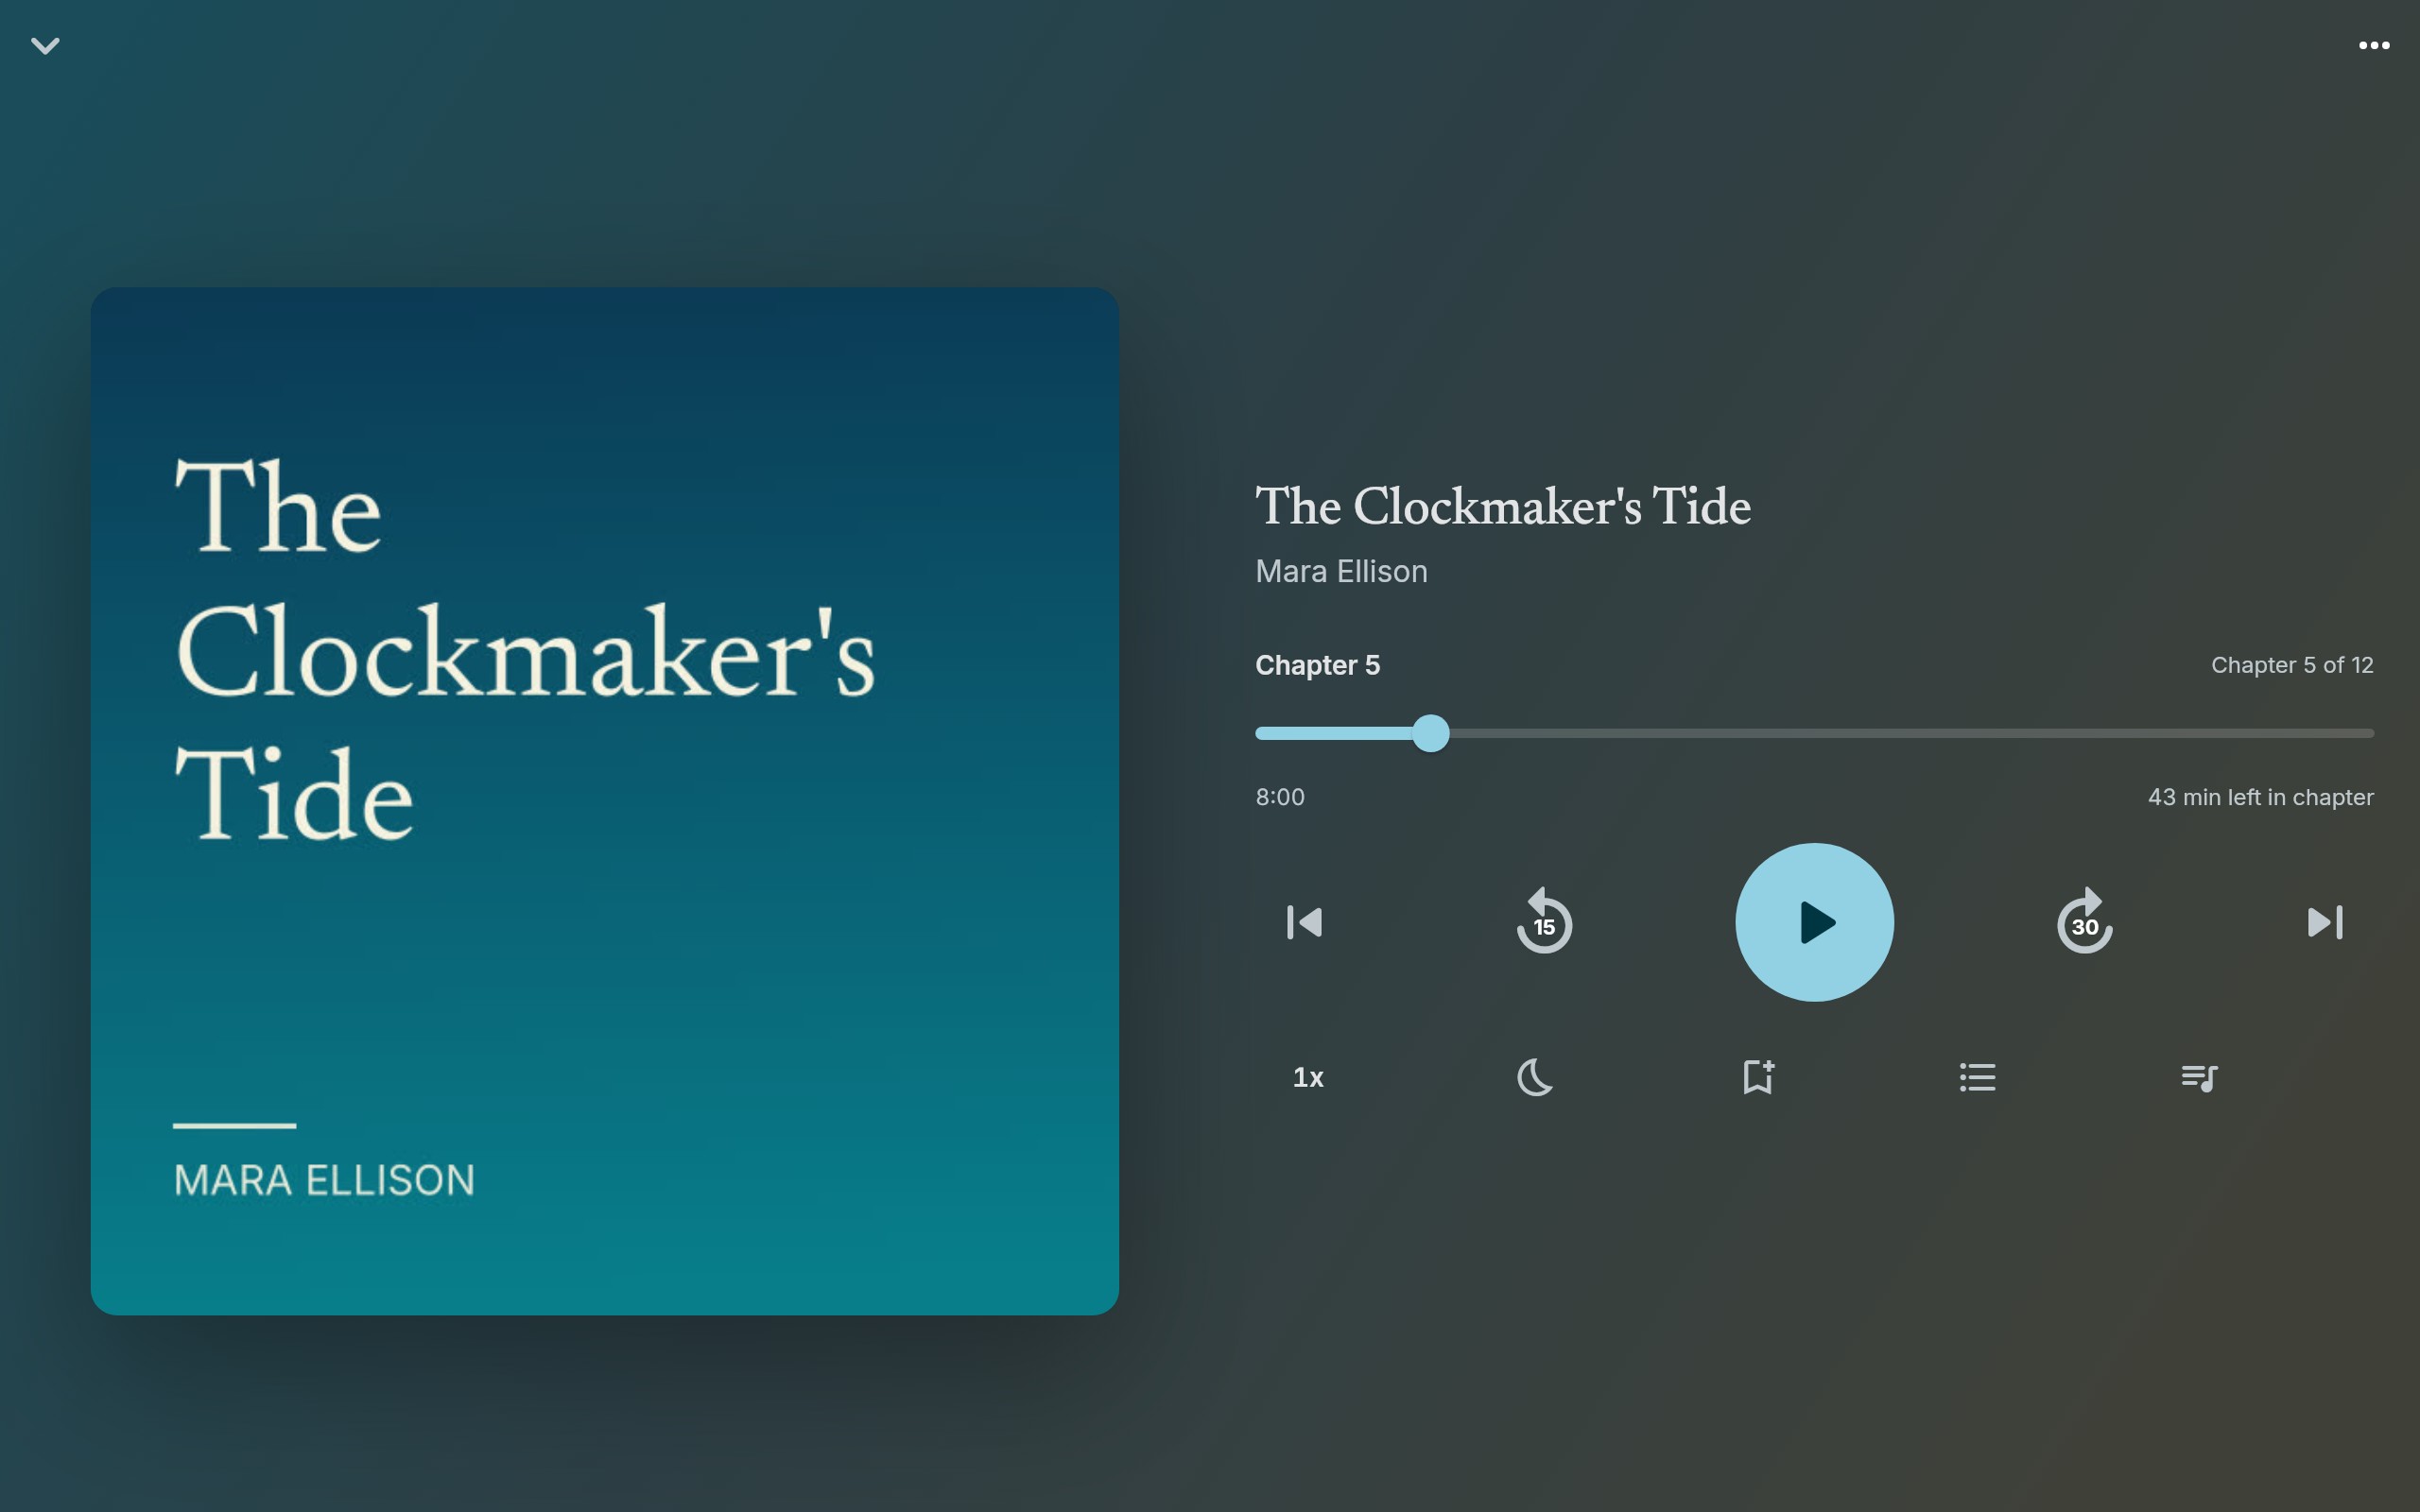 The
Clockmaker's
Tide
MARA ELLISON
The Clockmaker's Tide
Mara Ellison
Chapter 5
Chapter 5 of 12
8:00
43 min left in chapter
15
30
1x